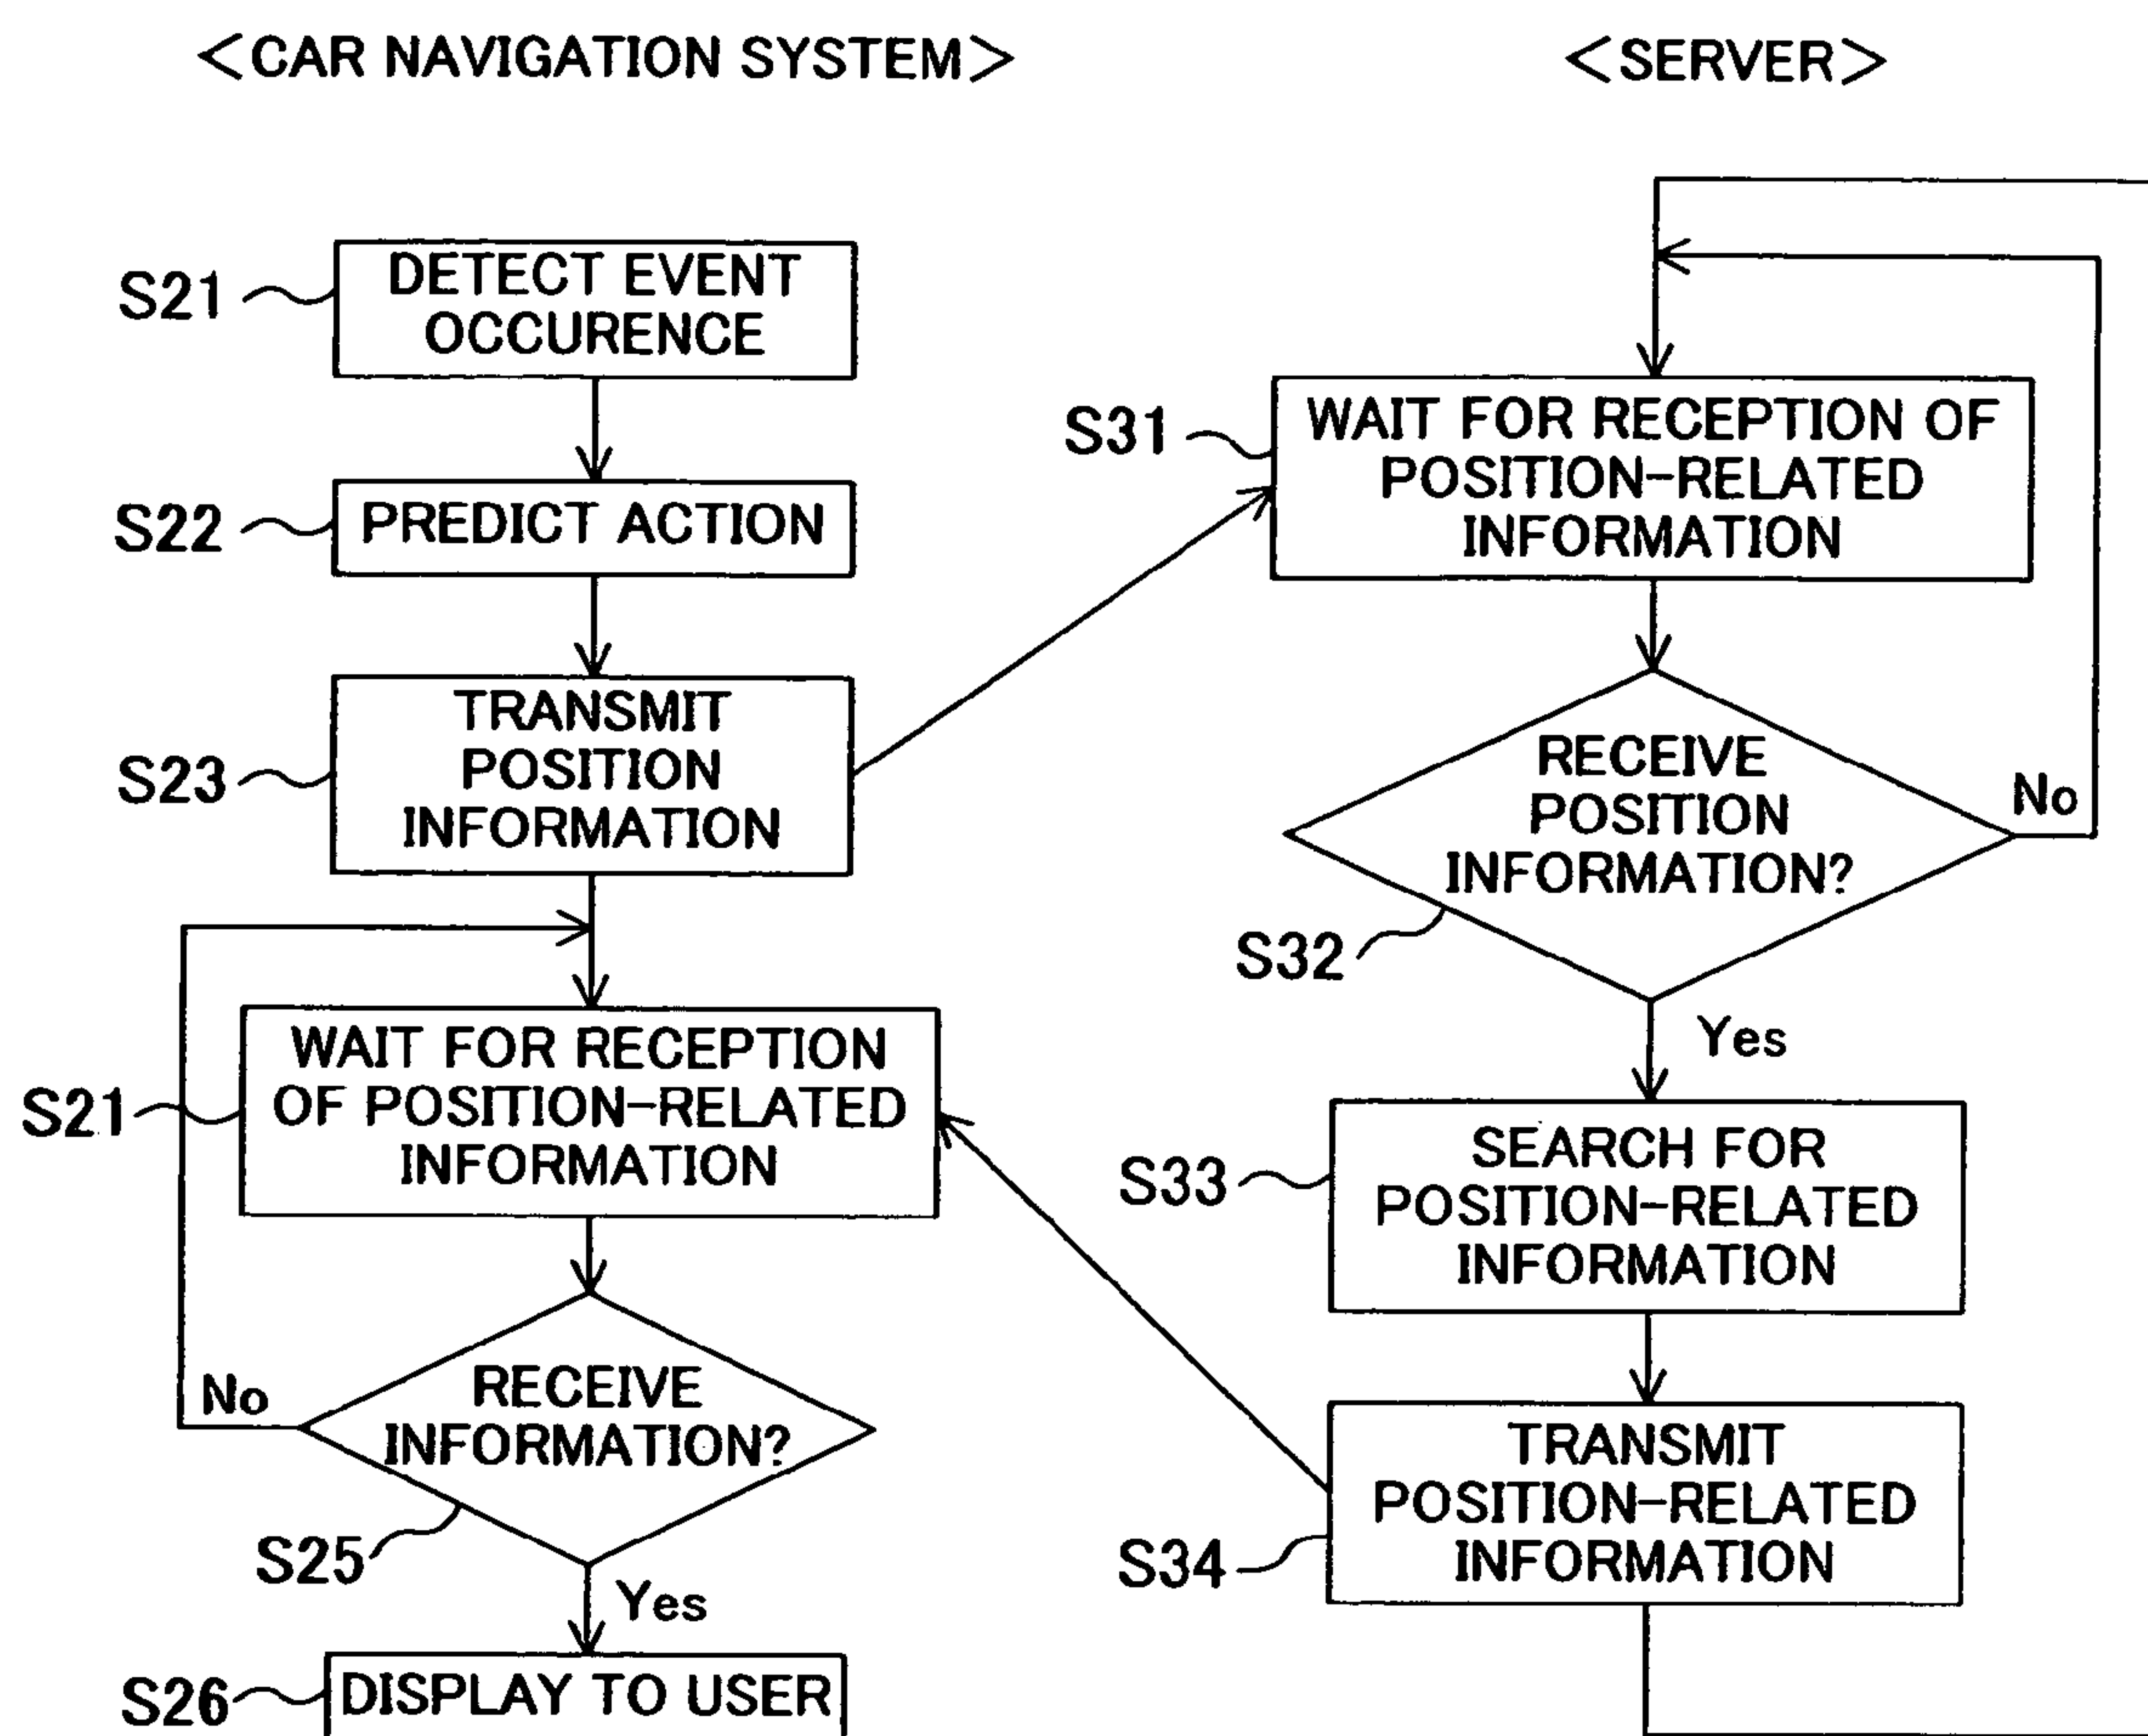 <CAR NAVIGATION SYSTEM>
S21
DETECT EVENT
OCCURENCE
S22
PREDICT ACTION
S23
TRANSMIT
POSITION
INFORMATION
S21
WAIT FOR RECEPTION
OF POSITION-RELATED
INFORMATION
No
RECEIVE
INFORMATION?
S25
Yes
S26
DISPLAY TO USER
<SERVER>
S31
WAIT FOR RECEPTION OF
POSITION-RELATED
INFORMATION
RECEIVE
POSITION
INFORMATION?
No
S32
Yes
S33
SEARCH FOR
POSITION-RELATED
INFORMATION
S34
TRANSMIT
POSITION-RELATED
INFORMATION